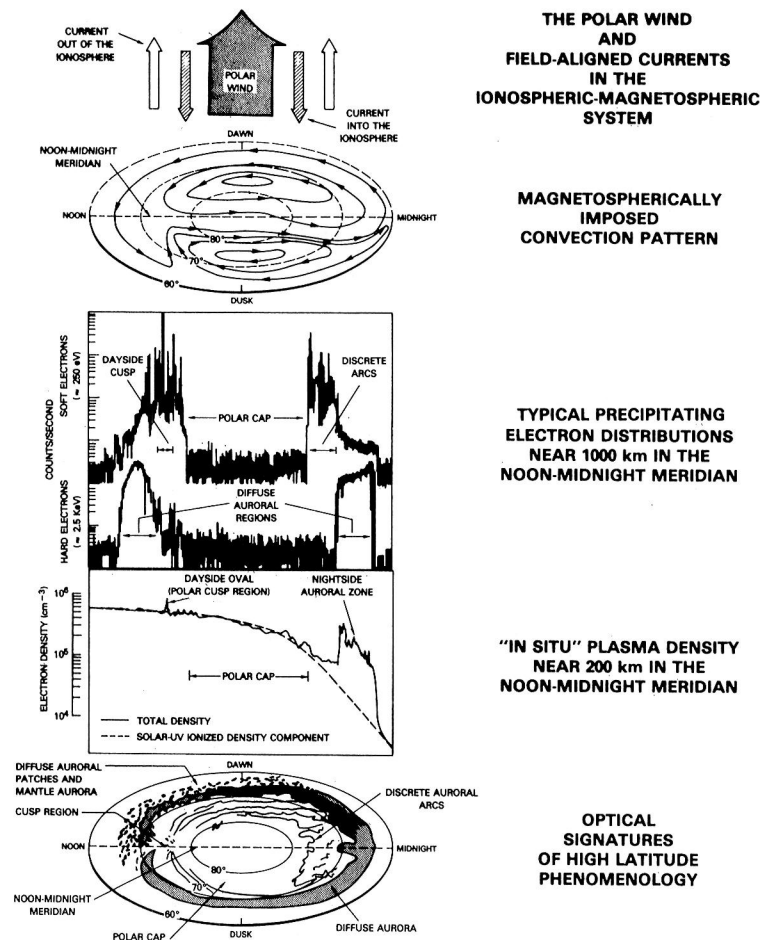 CURRENT
OUT OF THE
IONOSPHERE
POLAR
WIND
CURRENT
INTO THE
IONOSPHERE
THE POLAR WIND
AND
FIELD-ALIGNED CURRENTS
IN THE
IONOSPHERIC-MAGNETOSPHERIC
SYSTEM
DAWN
NOON-MIDNIGHT
MERIDIAN
NOON
MIDNIGHT
80°
70°
60°
DUSK
MAGNETOSPHERICALLY
IMPOSED
CONVECTION PATTERN
COUNTS/SECOND
SOFT ELECTRONS
(≈ 250 eV)
HARD ELECTRONS
(≈ 2.5 KeV)
DAYSIDE
CUSP
DISCRETE
ARCS
POLAR CAP
DIFFUSE
AURORAL
REGIONS
TYPICAL PRECIPITATING
ELECTRON DISTRIBUTIONS
NEAR 1000 km IN THE
NOON-MIDNIGHT MERIDIAN
ELECTRON DENSITY (cm⁻³)
10⁶
10⁵
10⁴
DAYSIDE OVAL
(POLAR CUSP REGION)
NIGHTSIDE
AURORAL ZONE
POLAR CAP
TOTAL DENSITY
SOLAR-UV IONIZED DENSITY COMPONENT
"IN SITU" PLASMA DENSITY
NEAR 200 km IN THE
NOON-MIDNIGHT MERIDIAN
DIFFUSE AURORAL
PATCHES AND
MANTLE AURORA
DAWN
DISCRETE AURORAL
ARCS
CUSP REGION
NOON
MIDNIGHT
80°
70°
60°
NOON-MIDNIGHT
MERIDIAN
POLAR CAP
DUSK
DIFFUSE AURORA
OPTICAL
SIGNATURES
OF HIGH LATITUDE
PHENOMENOLOGY